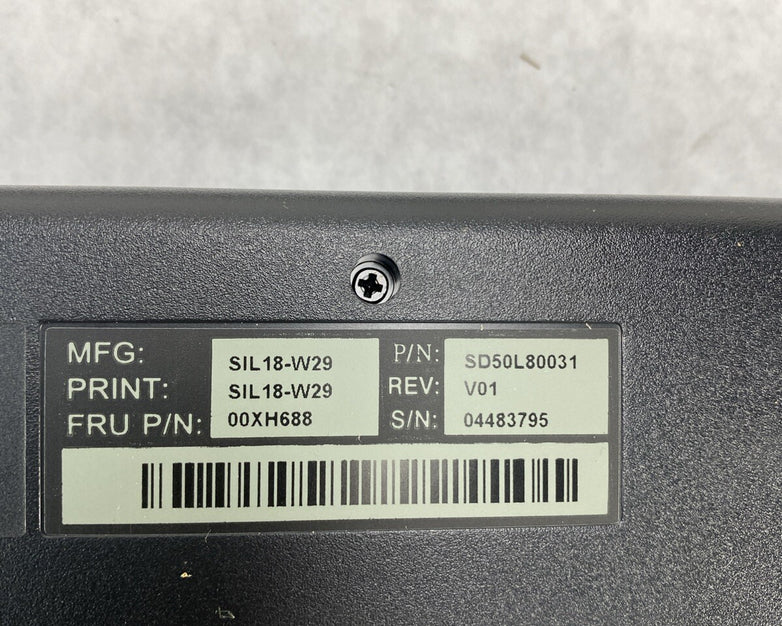 MFG: SIL18-W29 P/N: SD50L80031
PRINT: SIL18-W29 REV: V01
FRU P/N: 00XH688 S/N: 04483795